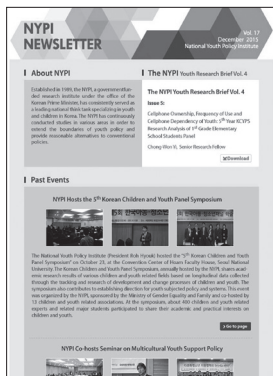 NYPI
NEWSLETTER
Vol. 17
December 2015
National Youth Policy Institute
About NYPI
Established in 1989, the NYPI, a government-fun-
ded research institute under the office of the
Korean Prime Minister, has consistently served as
a leading national think tank specializing in youth
and children in Korea. The NYPI has continuously
conducted studies in various areas in order to
extend the boundaries of youth policy and
provide reasonable alternatives to conventional
policies.
The NYPI Youth Research Brief Vol. 4
The NYPI Youth Research Brief Vol. 4
Issue 5:
Cellphone Ownership, Frequency of Use and
Cellphone Dependency of Youth: 5th Year KCYPS
Research Analysis of 1st Grade Elementary
School Students Panel
Senior Research Fellow
Download
Past Events
NYPI Hosts the 5th Korean Children and Youth Panel Symposium
The National Youth Policy Institute (President Roh Hyouk) hosted the "5th Korean Children and Youth
Panel Symposium" on October 23, at the Convention Center of Hoam Faculty House, Seoul National
University. The Korean Children and Youth Panel Symposium, annually hosted by the NYPI, shares acad-
emic research results of various children and youth related fields based on longitudinal data collected
through the tracking and research of development and change processes of children and youth. The
symposium also contributes to establishing direction for youth subjected policy and systems. This event
was organized by the NYPI, sponsored by the Ministry of Gender Equality and Family and co-hosted by
13 children and youth related associations. At the symposium, about 400 children and youth related
experts and related major students participated to share their academic and practical interests on
children and youth.
Go to page
NYPI Co-hosts Seminar on Multicultural Youth Support Policy